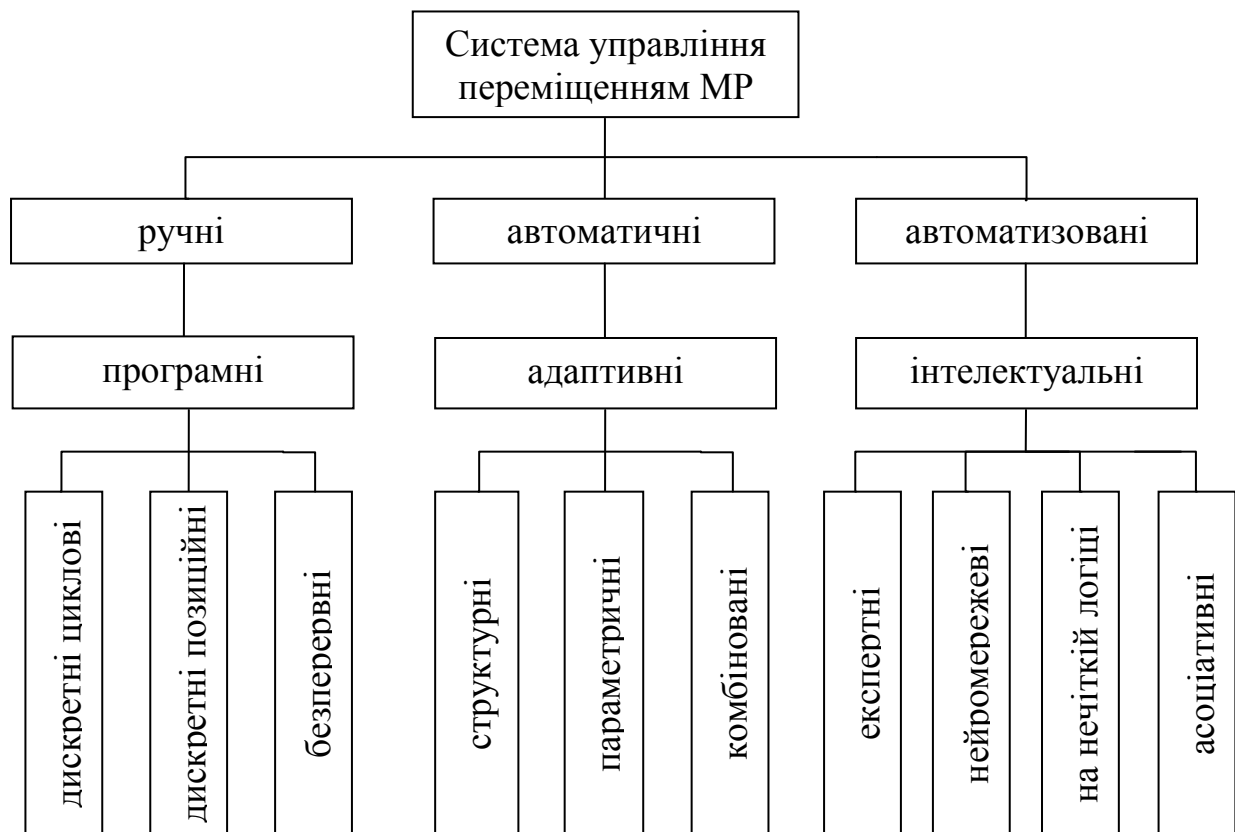 Система управління
переміщенням МР
ручні
автоматичні
автоматизовані
програмні
адаптивні
інтелектуальні
дискретні циклові
дискретні позиційні
безперервні
структурні
параметричні
комбіновані
експертні
нейромережеві
на нечіткій логіці
асоціативні